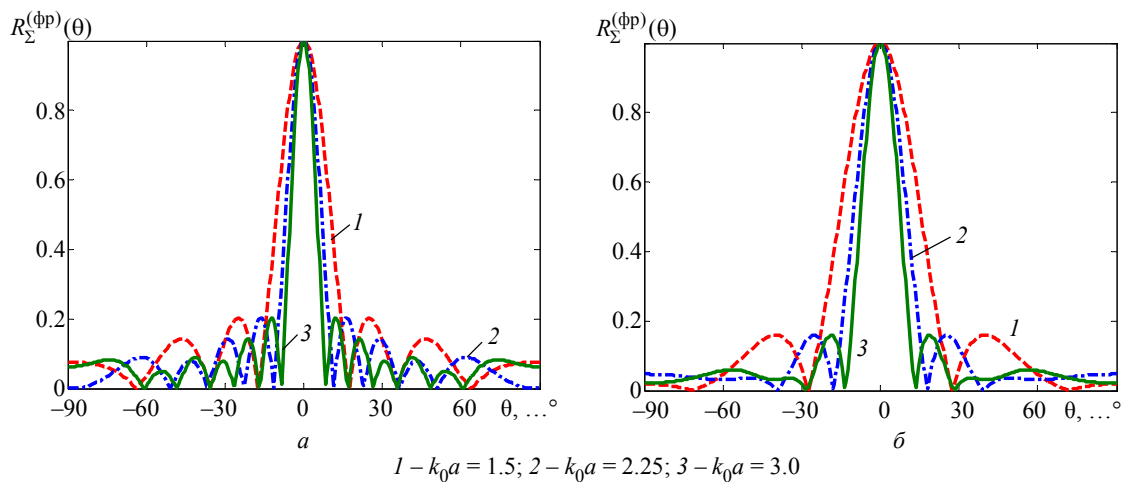 R_Σ^(фр)(θ)
0.8
0.6
0.4
0.2
0
1
3
2
–90 –60 –30 0 30 60 θ, …°
а
R_Σ^(фр)(θ)
0.8
0.6
0.4
0.2
0
2
3
1
–90 –60 –30 0 30 60 θ, …°
б
1 – k₀a = 1.5; 2 – k₀a = 2.25; 3 – k₀a = 3.0